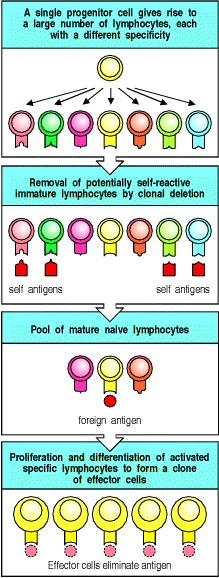 A single progenitor cell gives rise to
a large number of lymphocytes, each
with a different specificity
Removal of potentially self-reactive
immature lymphocytes by clonal deletion
self antigens
self antigens
Pool of mature naive lymphocytes
foreign antigen
Proliferation and differentiation of activated
specific lymphocytes to form a clone
of effector cells
Effector cells eliminate antigen